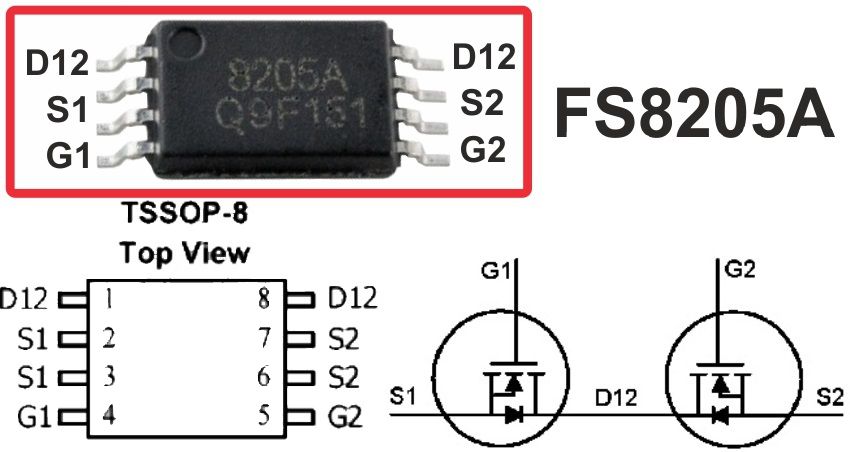 D12
S1
G1
8205A
Q9F151
D12
S2
G2
FS8205A
TSSOP-8
Top View
D12 1 8 D12
S1 2 7 S2
S1 3 6 S2
G1 4 5 G2
G1
G2
S1
D12
S2